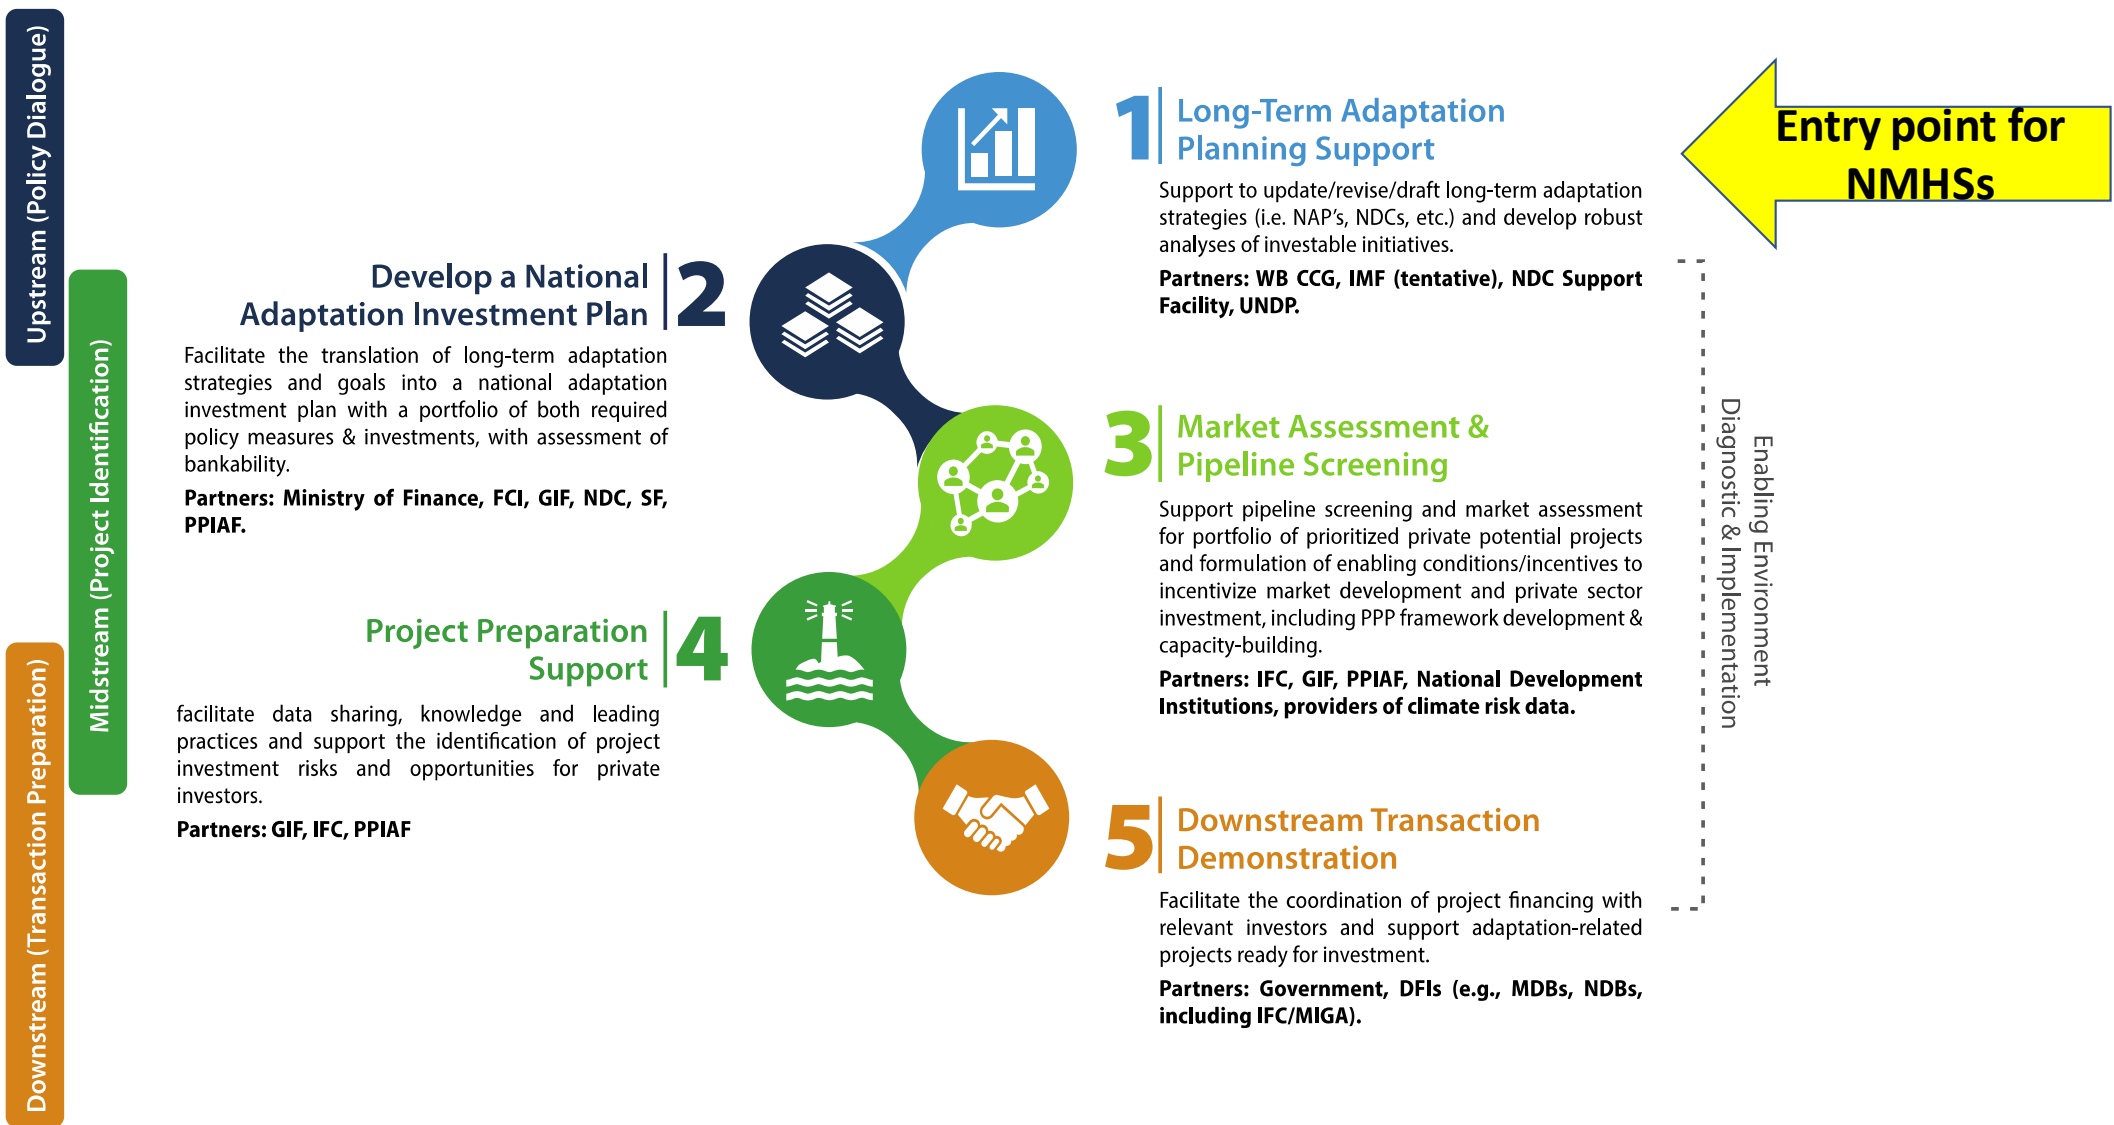 Upstream (Policy Dialogue)
Midstream (Project Identification)
Downstream (Transaction Preparation)
1
Long-Term Adaptation
Planning Support
Support to update/revise/draft long-term adaptation
strategies (i.e. NAP's, NDCs, etc.) and develop robust
analyses of investable initiatives.
Partners: WB CCG, IMF (tentative), NDC Support
Facility, UNDP.
Entry point for
NMHSs
Develop a National
Adaptation Investment Plan
2
Facilitate the translation of long-term adaptation
strategies and goals into a national adaptation
investment plan with a portfolio of both required
policy measures & investments, with assessment of
bankability.
Partners: Ministry of Finance, FCI, GIF, NDC, SF,
PPIAF.
3
Market Assessment &
Pipeline Screening
Support pipeline screening and market assessment
for portfolio of prioritized private potential projects
and formulation of enabling conditions/incentives to
incentivize market development and private sector
investment, including PPP framework development &
capacity-building.
Partners: IFC, GIF, PPIAF, National Development
Institutions, providers of climate risk data.
Enabling Environment
Diagnostic & Implementation
Project Preparation
Support
4
facilitate data sharing, knowledge and leading
practices and support the identification of project
investment risks and opportunities for private
investors.
Partners: GIF, IFC, PPIAF
5
Downstream Transaction
Demonstration
Facilitate the coordination of project financing with
relevant investors and support adaptation-related
projects ready for investment.
Partners: Government, DFIs (e.g., MDBs, NDBs,
including IFC/MIGA).